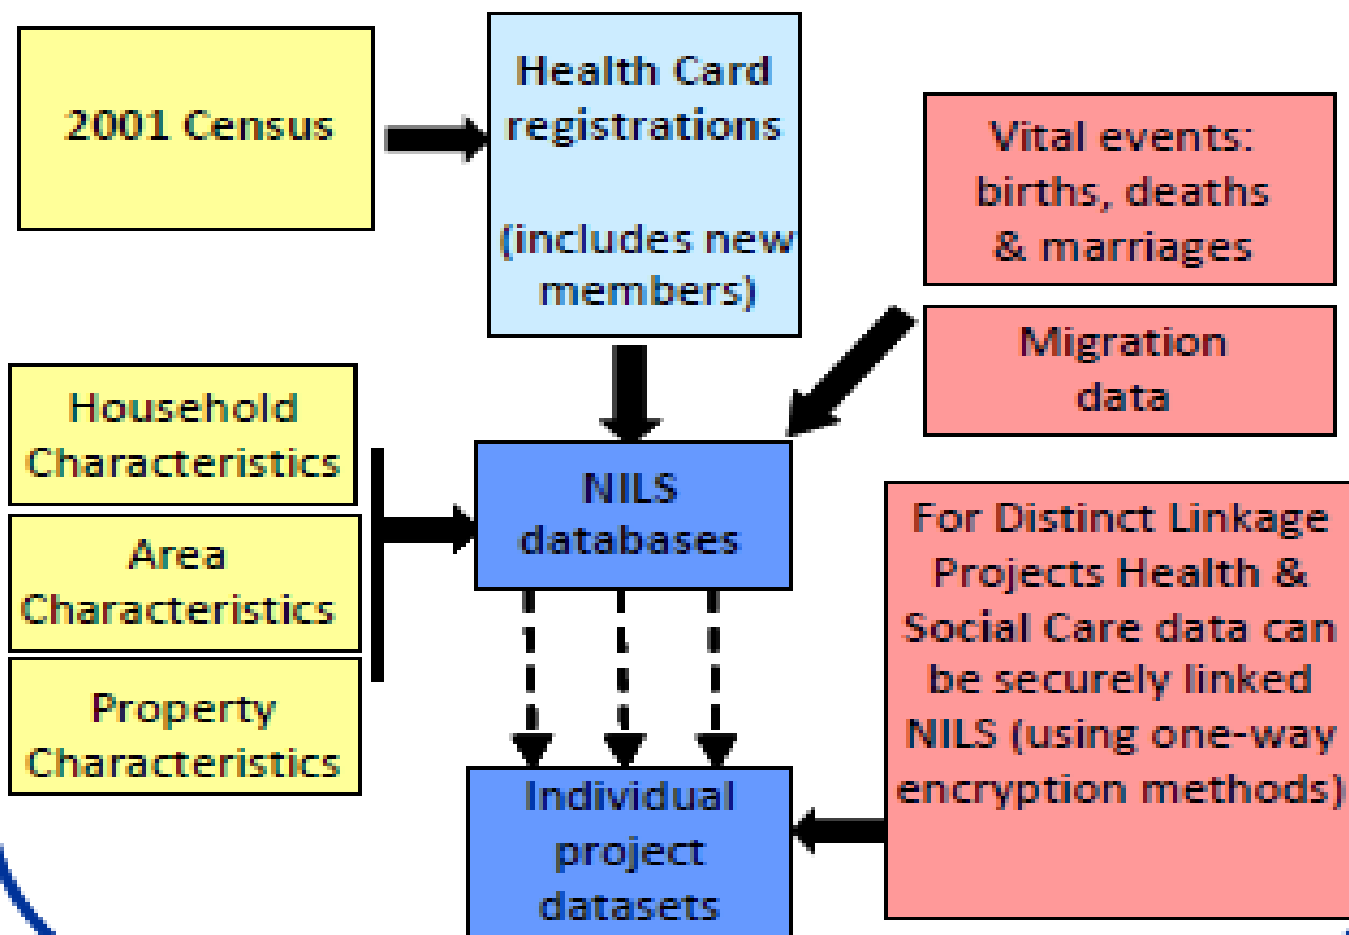 2001 Census
Health Card
registrations
(includes new
members)
Vital events:
births, deaths
& marriages
Migration
data
Household
Characteristics
Area
Characteristics
Property
Characteristics
NILS
databases
For Distinct Linkage
Projects Health &
Social Care data can
be securely linked
NILS (using one-way
encryption methods)
Individual
project
datasets